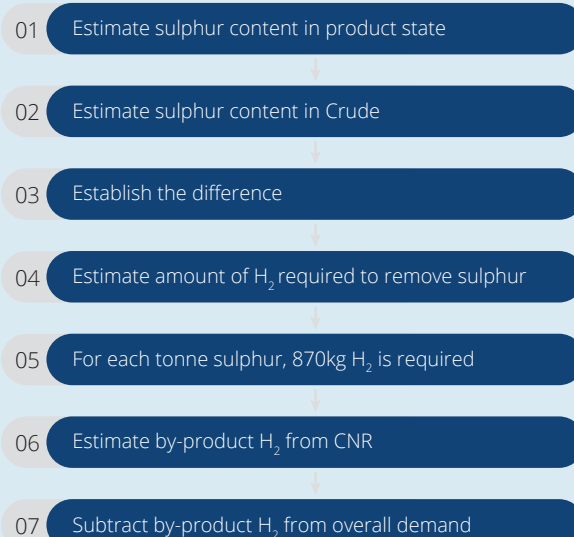 01 Estimate sulphur content in product state
02 Estimate sulphur content in Crude
03 Establish the difference
04 Estimate amount of H₂ required to remove sulphur
05 For each tonne sulphur, 870kg H₂ is required
06 Estimate by-product H₂ from CNR
07 Subtract by-product H₂ from overall demand